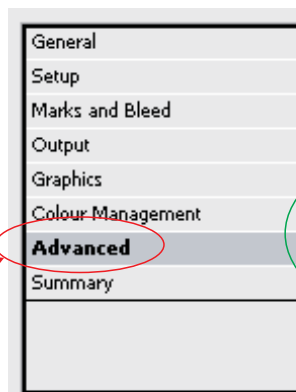 General
Setup
Marks and Bleed
Output
Graphics
Colour Management
Advanced
Summary